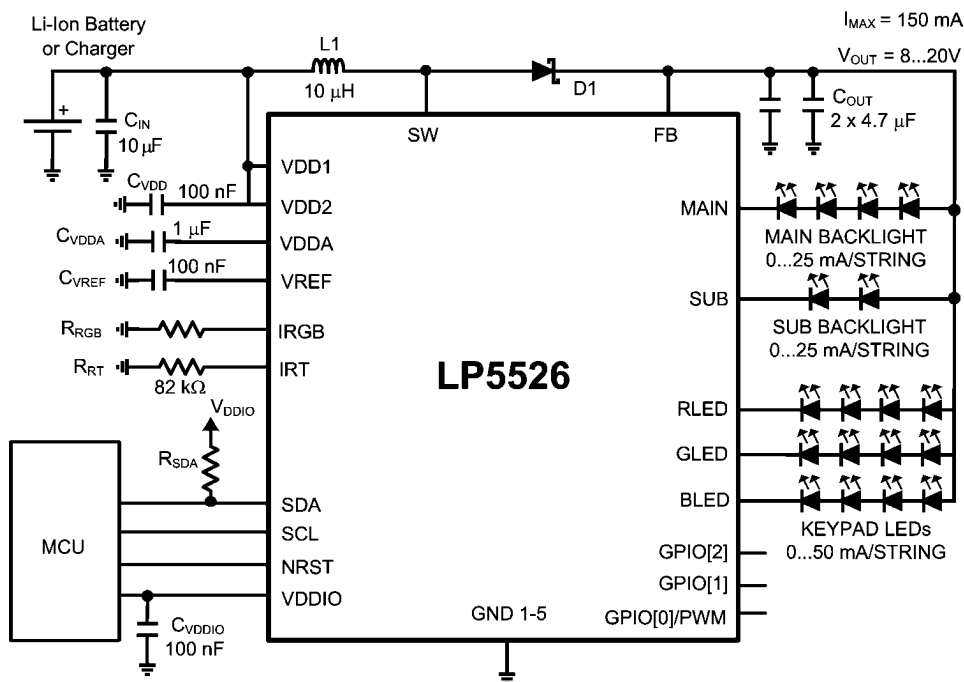 Li-Ion Battery
or Charger
L1
10 μH
D1
IMAX = 150 mA
VOUT = 8...20V
+
CIN
10 μF
SW
FB
COUT
2 x 4.7 μF
CVDD
100 nF
VDD1
VDD2
CVDDA
1 μF
VDDA
CVREF
100 nF
VREF
RRGB
IRGB
RRT
82 kΩ
IRT
VDDIO
RSDA
LP5526
MAIN
MAIN BACKLIGHT
0...25 mA/STRING
SUB
SUB BACKLIGHT
0...25 mA/STRING
RLED
GLED
BLED
KEYPAD LEDs
0...50 mA/STRING
MCU
SDA
SCL
NRST
VDDIO
CVDDIO
100 nF
GND 1-5
GPIO[2]
GPIO[1]
GPIO[0]/PWM